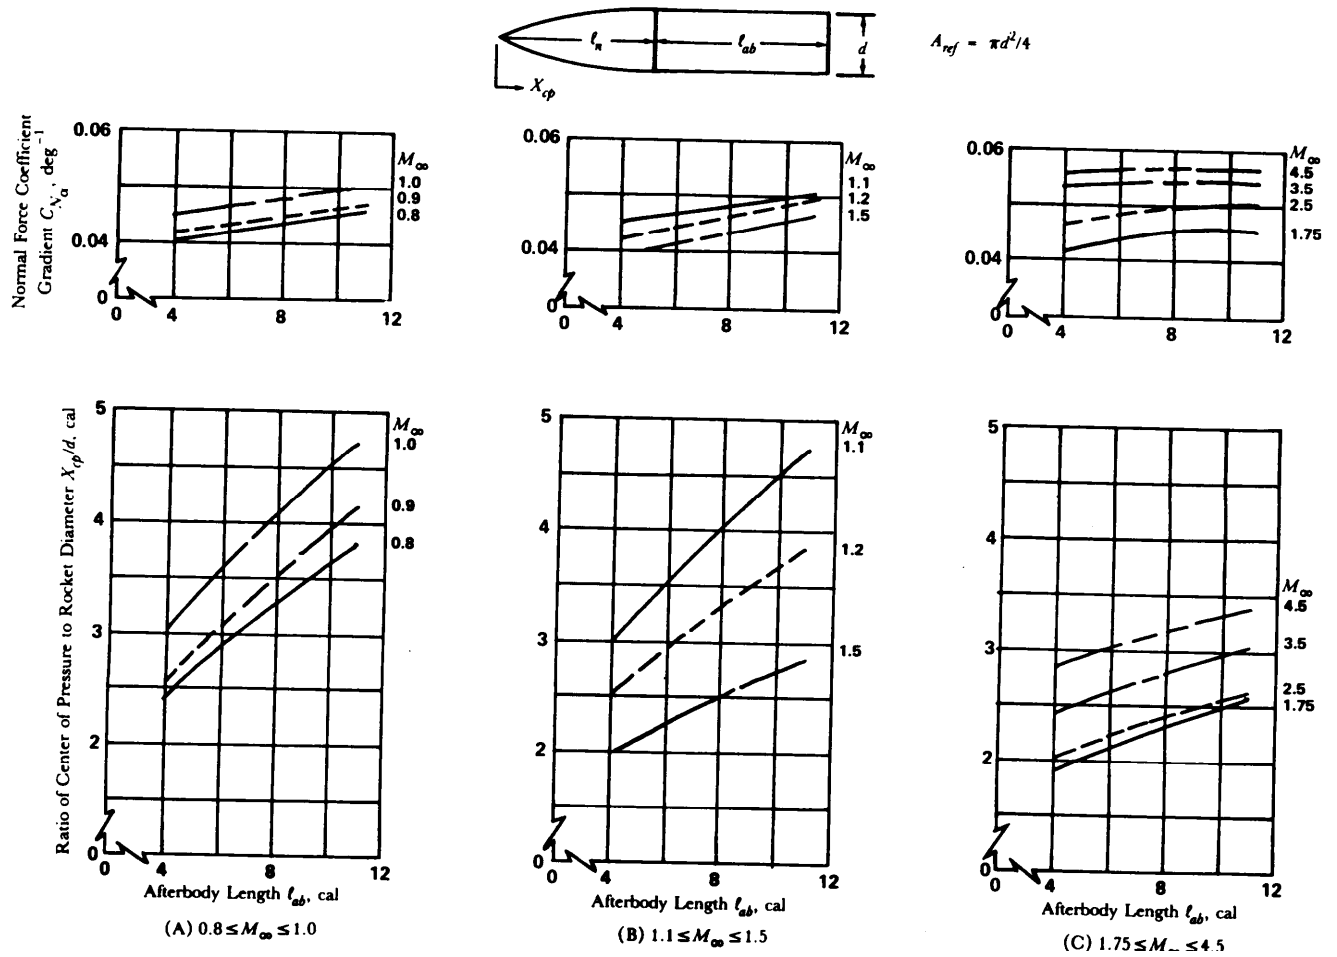 ℓn
ℓab
d
A_ref = πd²/4
X_cp
Normal Force Coefficient
Gradient C_Nα, deg⁻¹
0.06
0.04
0
0 4 8 12
M∞
1.0
0.9
0.8
0.06
0.04
0
0 4 8 12
M∞
1.1
1.2
1.5
0.06
0.04
0
0 4 8 12
M∞
4.5
3.5
2.5
1.75
Ratio of Center of Pressure to Rocket Diameter X_cp/d, cal
5
4
3
2
0
0 4 8 12
M∞
1.0
0.9
0.8
Afterbody Length ℓab, cal
(A) 0.8≤M∞≤1.0
5
4
3
2
0
0 4 8 12
M∞
1.1
1.2
1.5
Afterbody Length ℓab, cal
(B) 1.1≤M∞≤1.5
5
4
3
2
0
0 4 8 12
M∞
4.5
3.5
2.5
1.75
Afterbody Length ℓab, cal
(C) 1.75≤M∞≤4.5